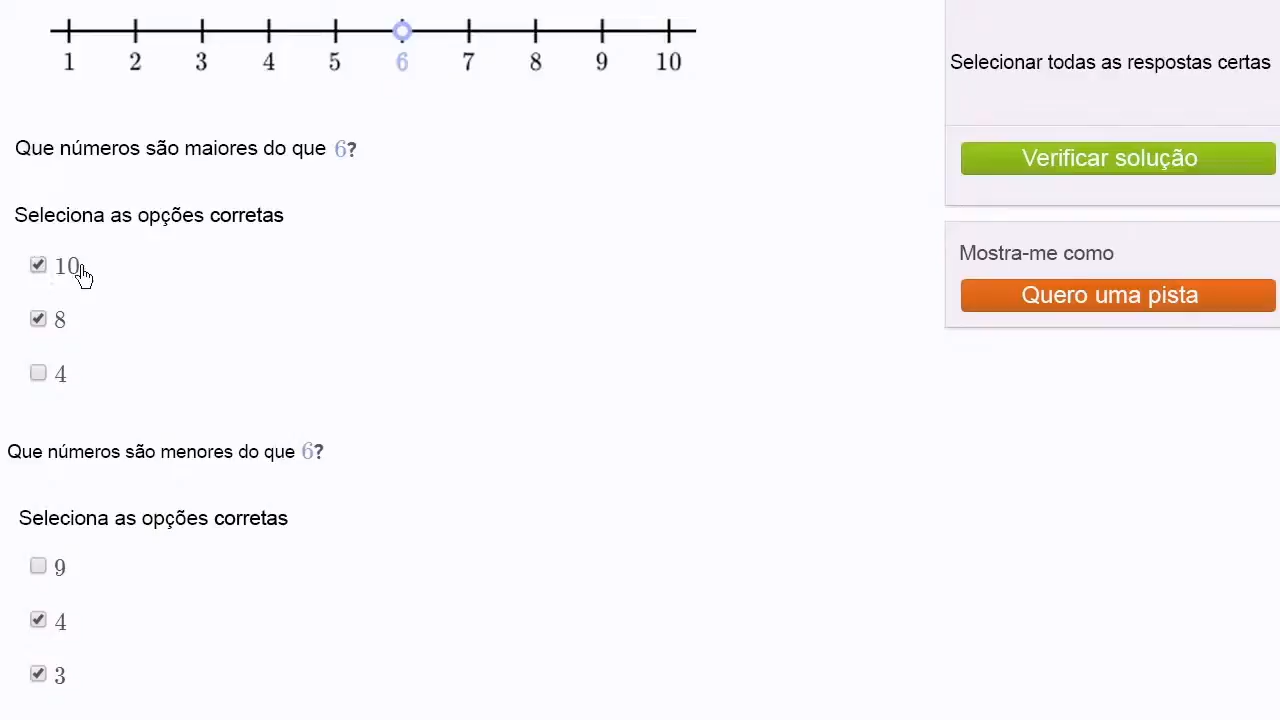 1 2 3 4 5 6 7 8 9 10
Que números são maiores do que 6?
Seleciona as opções corretas
10
8
4
Que números são menores do que 6?
Seleciona as opções corretas
9
4
3
Selecionar todas as respostas certas
Verificar solução
Mostra-me como
Quero uma pista